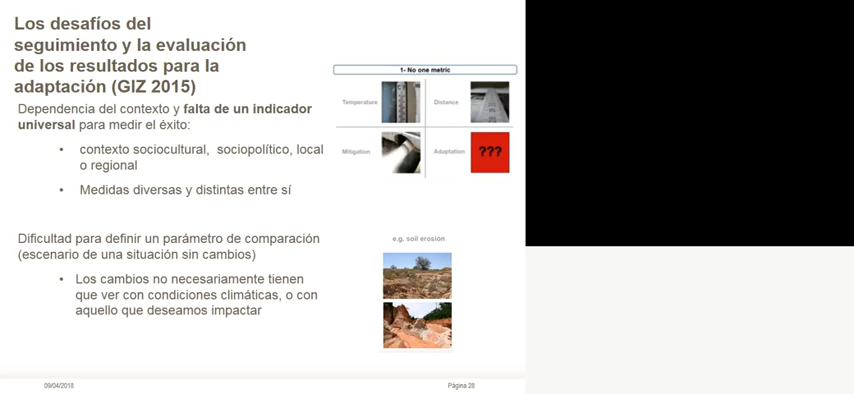 Los desafíos del
seguimiento y la evaluación
de los resultados para la
adaptación (GIZ 2015)
Dependencia del contexto y falta de un indicador
universal para medir el éxito:
• contexto sociocultural, sociopolítico, local
o regional
• Medidas diversas y distintas entre sí
Dificultad para definir un parámetro de comparación
(escenario de una situación sin cambios)
• Los cambios no necesariamente tienen
que ver con condiciones climáticas, o con
aquello que deseamos impactar
1- No one metric
Temperature
Distance
Mitigation
Adaptation
???
e.g. soil erosion
09/04/2018
Página 28